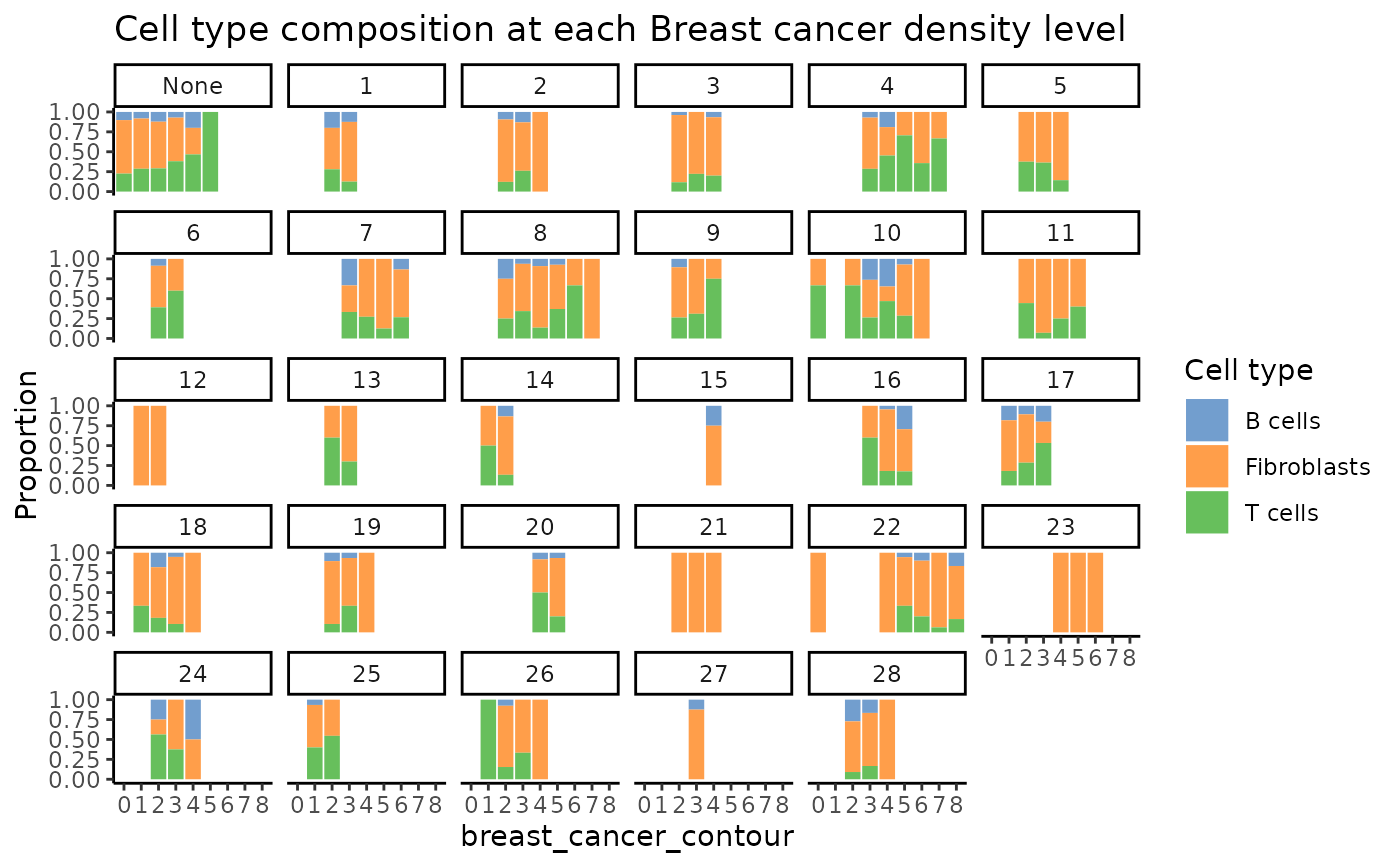 Cell type composition at each Breast cancer density level
None 1 2 3 4 5
1.00
0.75
0.50
0.25
0.00
6 7 8 9 10 11
1.00
0.75
0.50
0.25
0.00
12 13 14 15 16 17
1.00
0.75
0.50
0.25
0.00
18 19 20 21 22 23
1.00
0.75
0.50
0.25
0.00
0 1 2 3 4 5 6 7 8
24 25 26 27 28
1.00
0.75
0.50
0.25
0.00
0 1 2 3 4 5 6 7 8 0 1 2 3 4 5 6 7 8 0 1 2 3 4 5 6 7 8 0 1 2 3 4 5 6 7 8 0 1 2 3 4 5 6 7 8
breast_cancer_contour
Proportion
Cell type
B cells
Fibroblasts
T cells